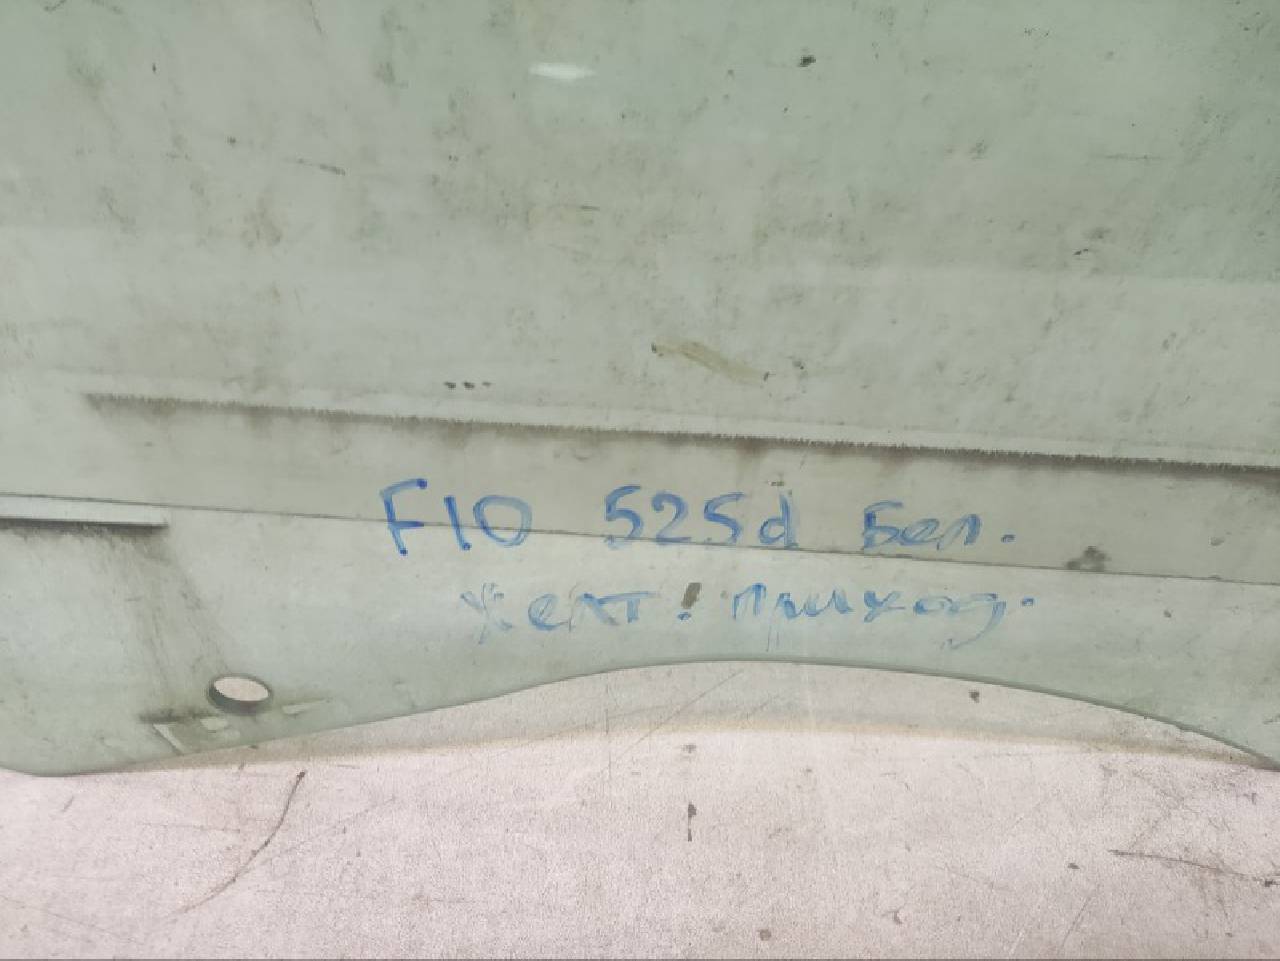 F10 525d Бел.
желт! приход.